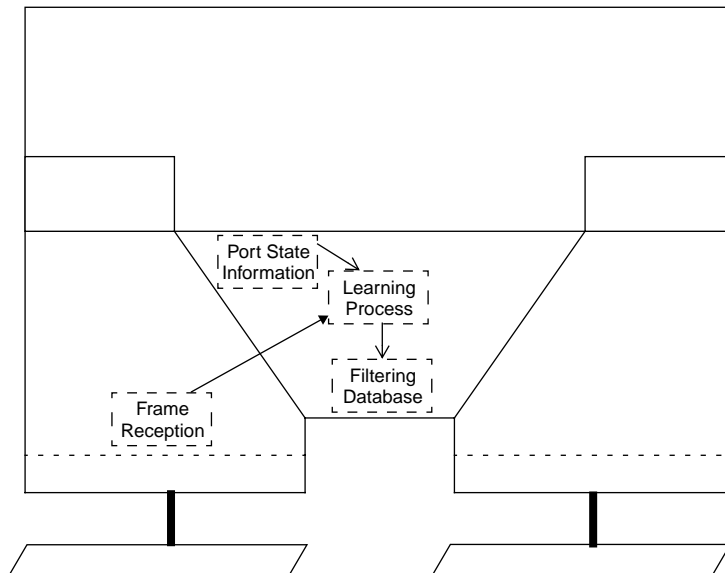 Port State
Information
Learning
Process
Filtering
Database
Frame
Reception